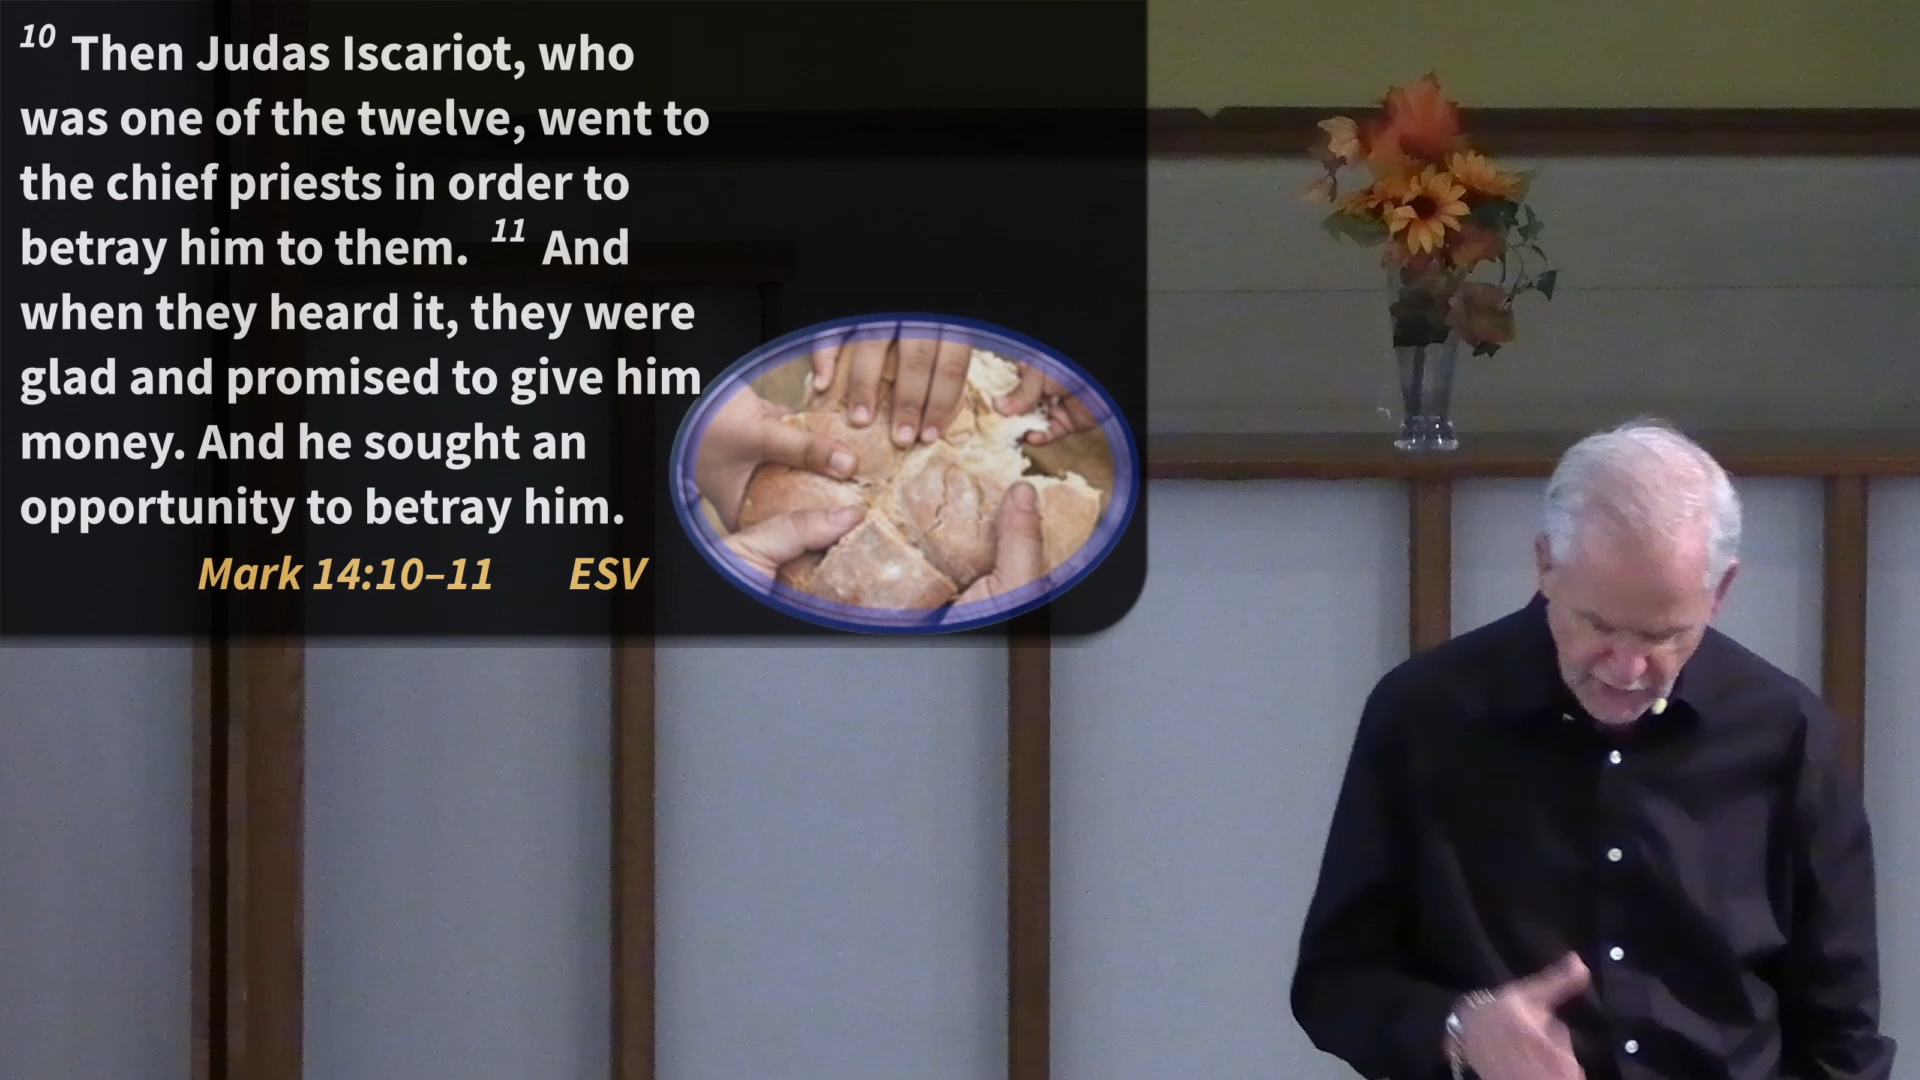 10 Then Judas Iscariot, who
was one of the twelve, went to
the chief priests in order to
betray him to them. 11 And
when they heard it, they were
glad and promised to give him
money. And he sought an
opportunity to betray him.
Mark 14:10–11 ESV